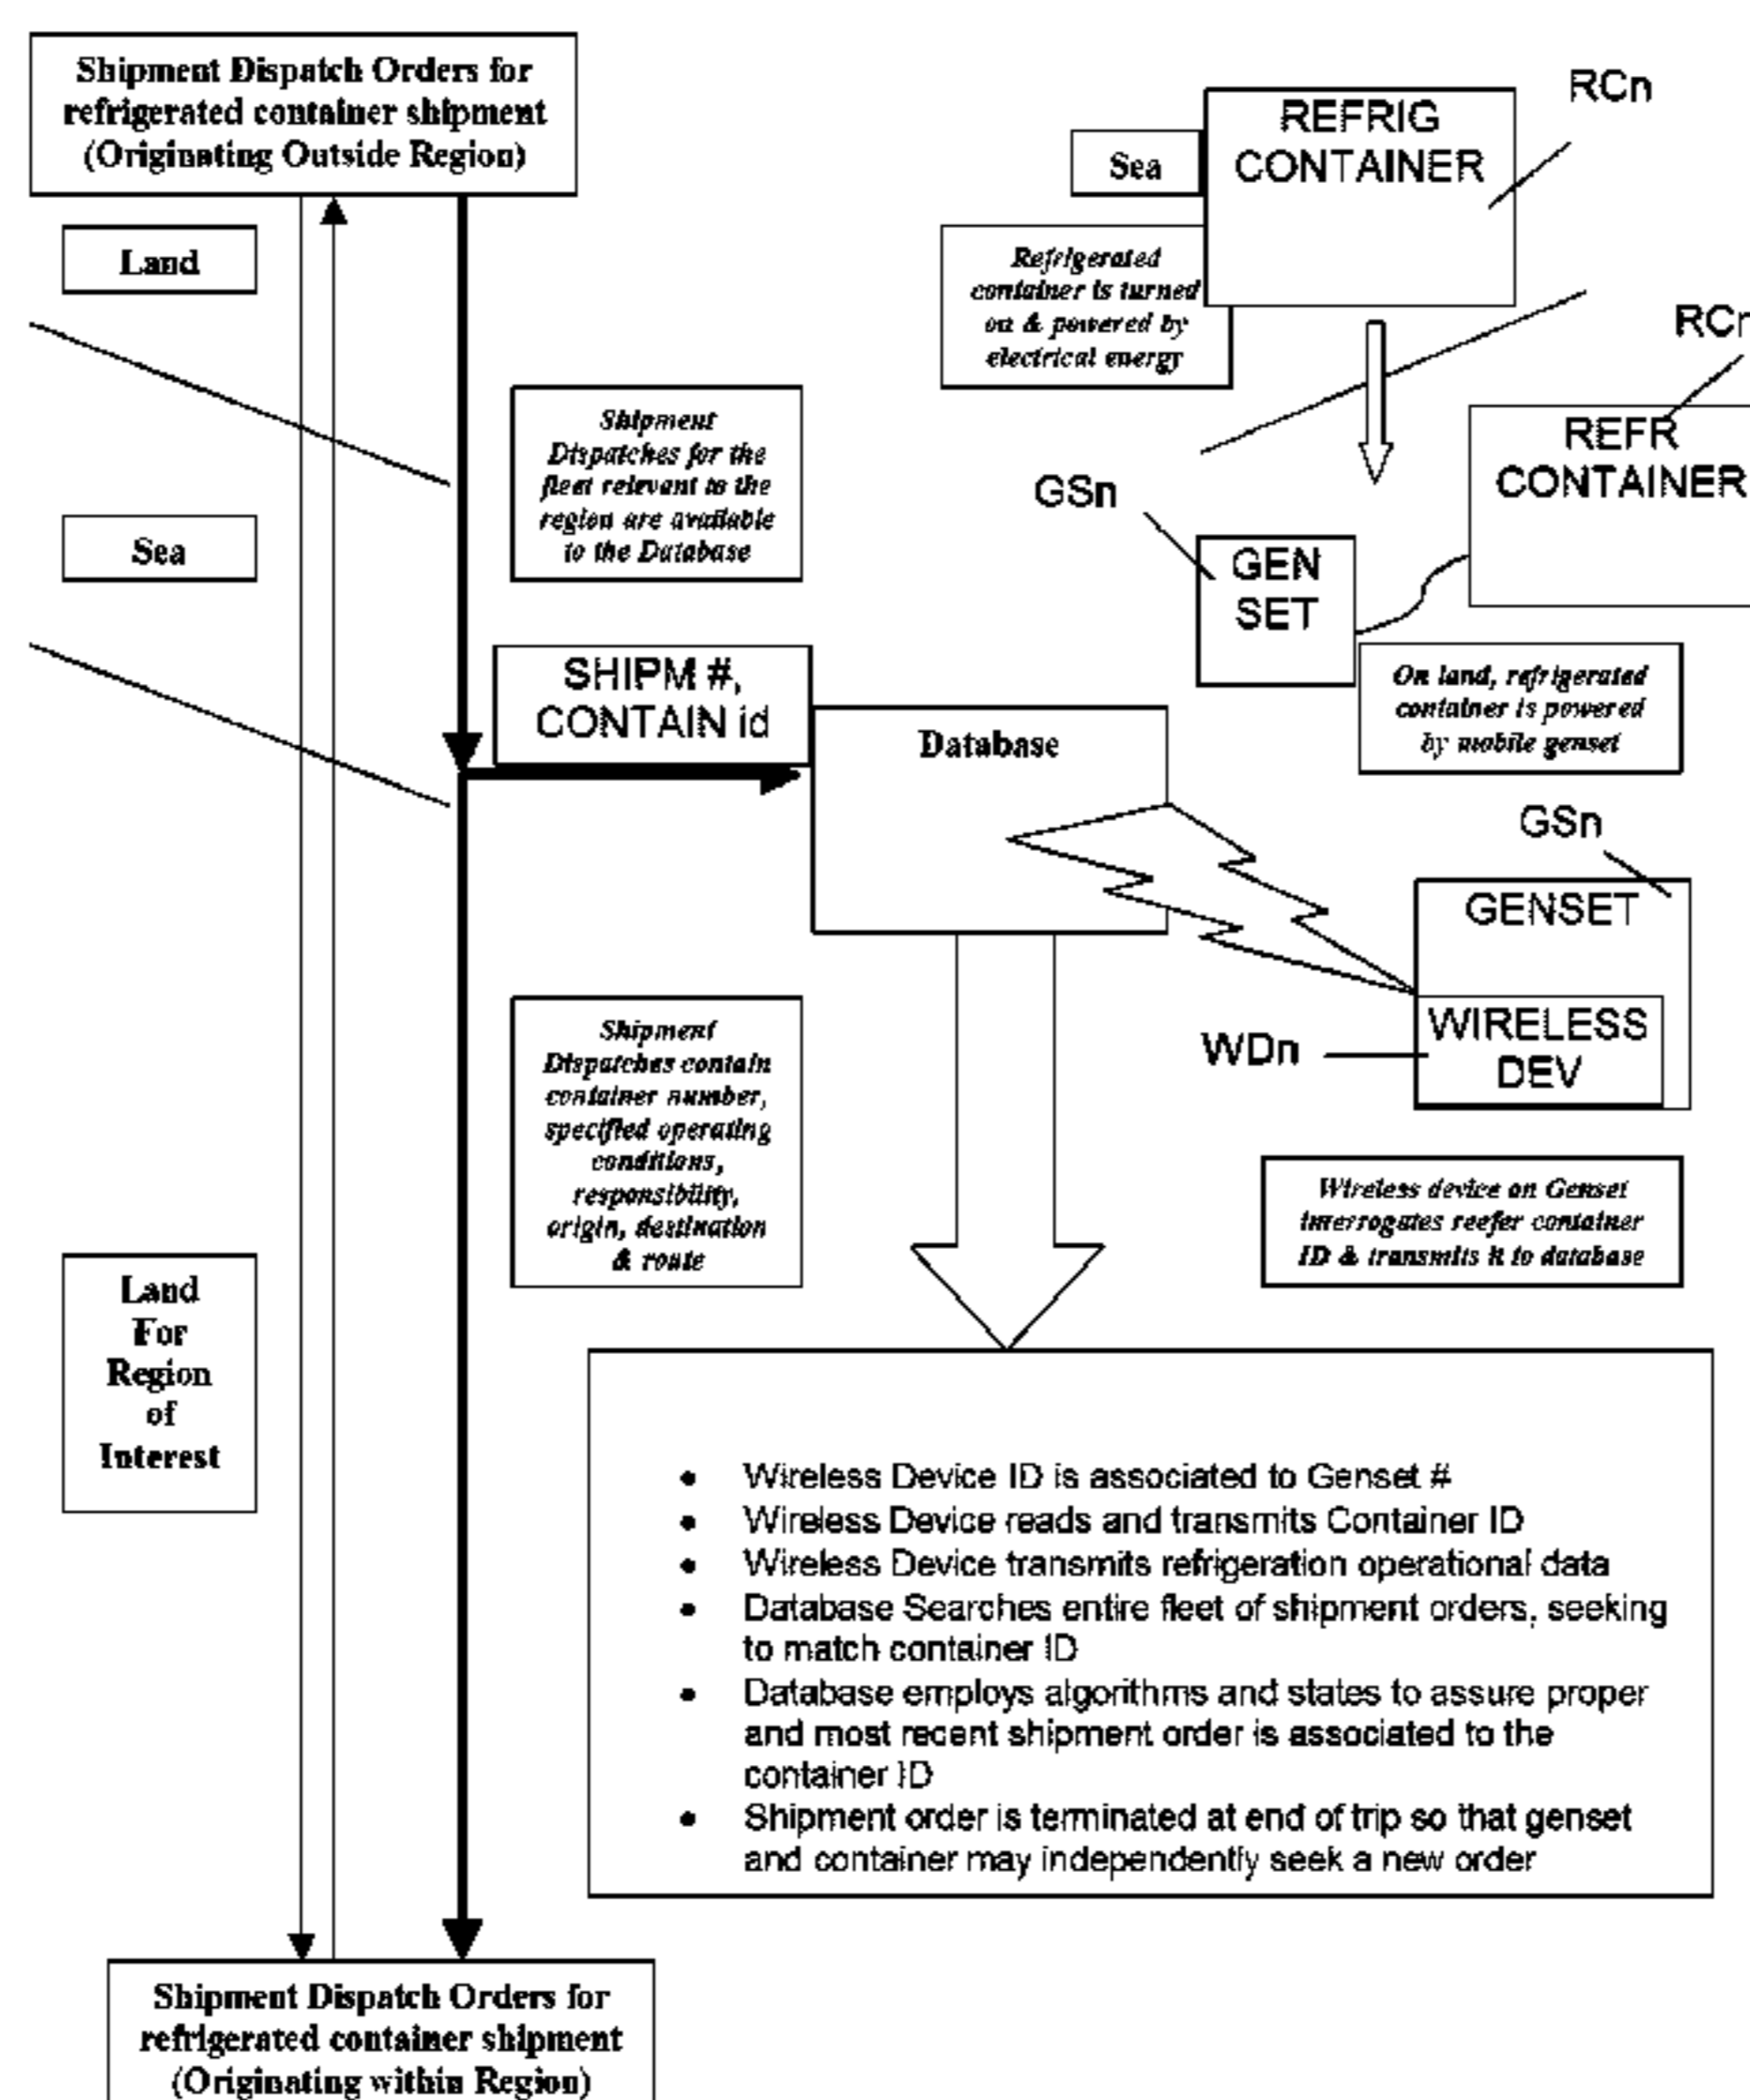 Shipment Dispatch Orders for
refrigerated container shipment
(Originating Outside Region)
Land
Sea
Shipment
Dispatches for the
fleet relevant to the
region are available
to the Database
SHIPM #,
CONTAIN id
Database
Sea
REFRIG
CONTAINER
RCn
Refrigerated
container is turned
on & powered by
electrical energy
RCn
REFR
CONTAINER
GSn
GEN
SET
On land, refrigerated
container is powered
by mobile genset
GSn
GENSET
WIRELESS
DEV
WDn
Wireless device on Genset
interrogates reefer container
ID & transmits it to database
Shipment
Dispatches contain
container number,
specified operating
conditions,
responsibility,
origin, destination
& route
Land
For
Region
of
Interest
• Wireless Device ID is associated to Genset #
• Wireless Device reads and transmits Container ID
• Wireless Device transmits refrigeration operational data
• Database Searches entire fleet of shipment orders, seeking
to match container ID
• Database employs algorithms and states to assure proper
and most recent shipment order is associated to the
container ID
• Shipment order is terminated at end of trip so that genset
and container may independently seek a new order
Shipment Dispatch Orders for
refrigerated container shipment
(Originating within Region)